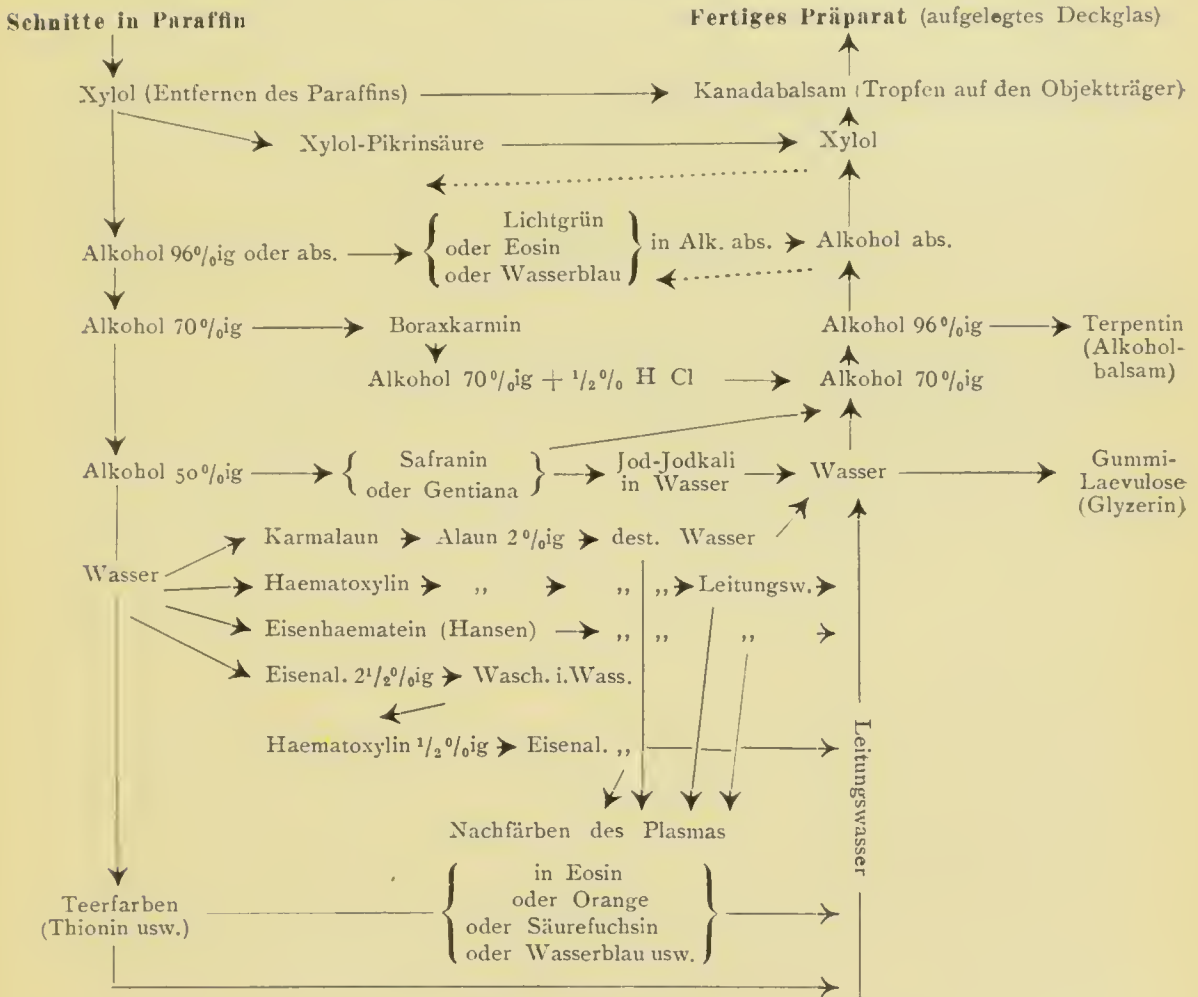 Schnitte in Paraffin
Fertiges Präparat (aufgelegtes Deckglas)
Xylol (Entfernen des Paraffins)
Kanadabalsam (Tropfen auf den Objektträger)
Xylol-Pikrinsäure
Xylol
Alkohol 96%ig oder abs.
Lichtgrün
oder Eosin
oder Wasserblau
in Alk. abs.
Alkohol abs.
Alkohol 70%ig
Boraxkarmin
Alkohol 96%ig
Terpentin
(Alkohol-
balsam)
Alkohol 70%ig + 1/2% H Cl
Alkohol 70%ig
Alkohol 50%ig
Safranin
oder Gentiana
Jod-Jodkali
in Wasser
Wasser
Gummi-
Laevulose
(Glyzerin)
Wasser
Karmalaun
Alaun 2%ig
dest. Wasser
Haematoxylin
„
„ „
Leitungsw.
Eisenhaematein (Hansen)
„ „ „
Eisenal. 2 1/2%ig
Wasch. i. Wass.
Haematoxylin 1/2%ig
Eisenal. „
Leitungswasser
Nachfärben des Plasmas
Teerfarben
(Thionin usw.)
in Eosin
oder Orange
oder Säurefuchsin
oder Wasserblau usw.